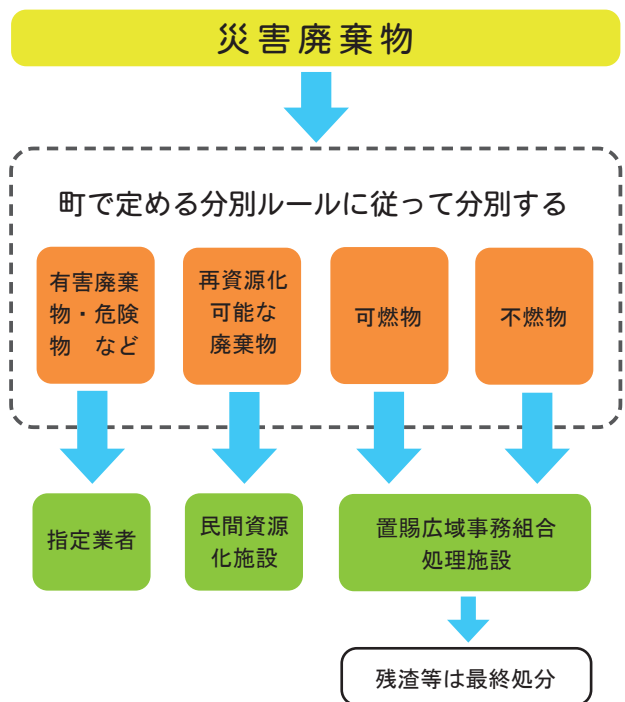 災害廃棄物
町で定める分別ルールに従って分別する
有害廃棄
物・危険
物　など
再資源化
可能な
廃棄物
可燃物
不燃物
指定業者
民間資源
化施設
置賜広域事務組合
処理施設
残渣等は最終処分